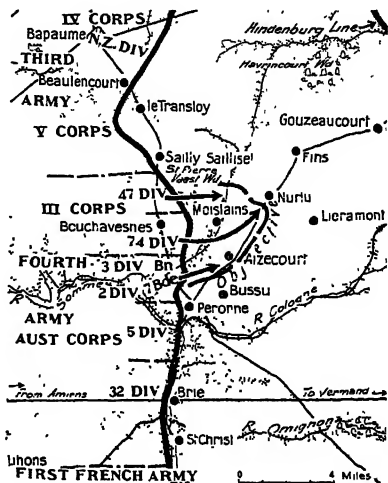 IV CORPS
Hindenburg Line
Bapaume
N.Z. DIV
THIRD
Havrincourt Wd
Beaulencourt
ARMY
le Transloy
Gouzeaucourt
V CORPS
Sailly Saillisel
Fins
St Pierre
Vaast Wd
47 DIV
Nurlu
III CORPS
Moislains
Lieramont
Bouchavesnes
74 DIV
OBJECTIVE
3 DIV Bn
Aizecourt
FOURTH
7 Bde
Somme
2 DIV
Bussu
R Cologne
ARMY
Peronne
5 DIV
AUST CORPS
32 DIV
From Amiens
Brie
To Vermand
R. Omignon
St Christ
Lihons
FIRST FRENCH ARMY
0 4
Miles